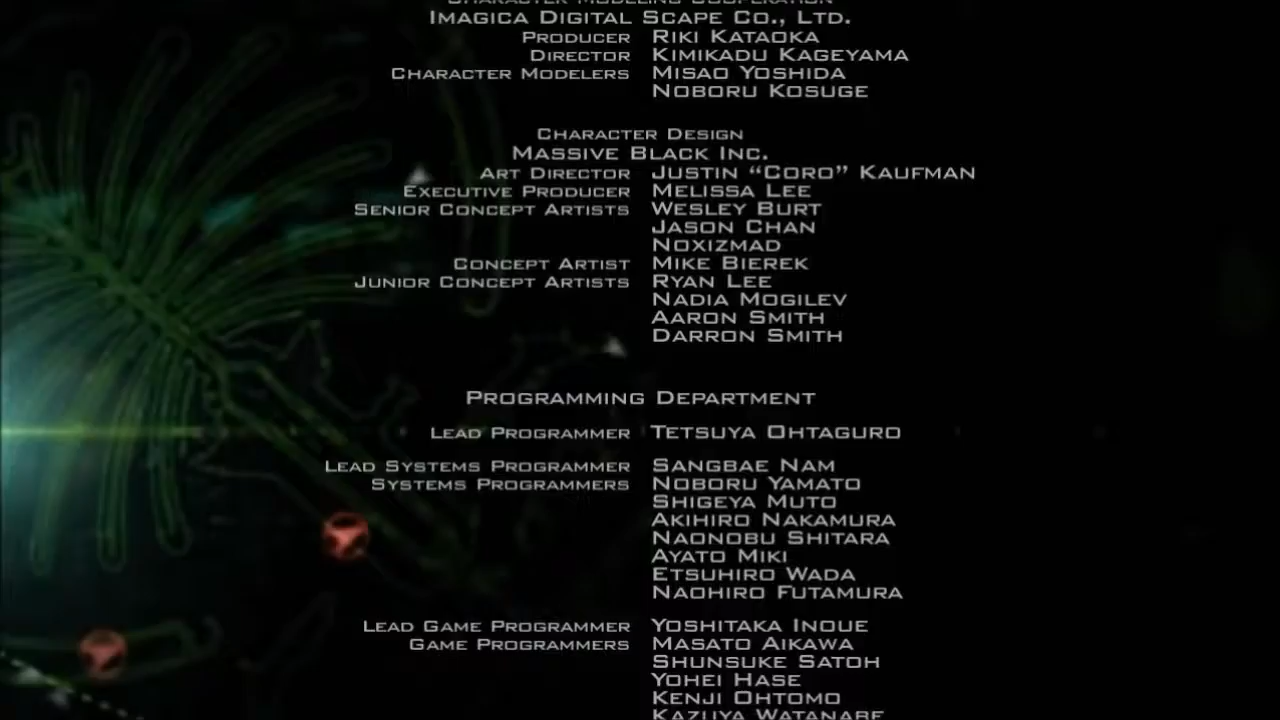 CHARACTER MODELING COOPERATION
IMAGICA DIGITAL SCAPE CO., LTD.
PRODUCER RIKI KATAOKA
DIRECTOR KIMIKADU KAGEYAMA
CHARACTER MODELERS MISAO YOSHIDA
NOBORU KOSUGE
CHARACTER DESIGN
MASSIVE BLACK INC.
ART DIRECTOR JUSTIN “CORO” KAUFMAN
EXECUTIVE PRODUCER MELISSA LEE
SENIOR CONCEPT ARTISTS WESLEY BURT
JASON CHAN
NOXIZMAD
CONCEPT ARTIST MIKE BIEREK
JUNIOR CONCEPT ARTISTS RYAN LEE
NADIA MOGILEV
AARON SMITH
DARRON SMITH
PROGRAMMING DEPARTMENT
LEAD PROGRAMMER TETSUYA OHTAGURO
LEAD SYSTEMS PROGRAMMER SANGBAE NAM
SYSTEMS PROGRAMMERS NOBORU YAMATO
SHIGEYA MUTO
AKIHIRO NAKAMURA
NAONOBU SHITARA
AYATO MIKI
ETSUHIRO WADA
NAOHIRO FUTAMURA
LEAD GAME PROGRAMMER YOSHITAKA INOUE
GAME PROGRAMMERS MASATO AIKAWA
SHUNSUKE SATOH
YOHEI HASE
KENJI OHTOMO
KAZUYA WATANABE